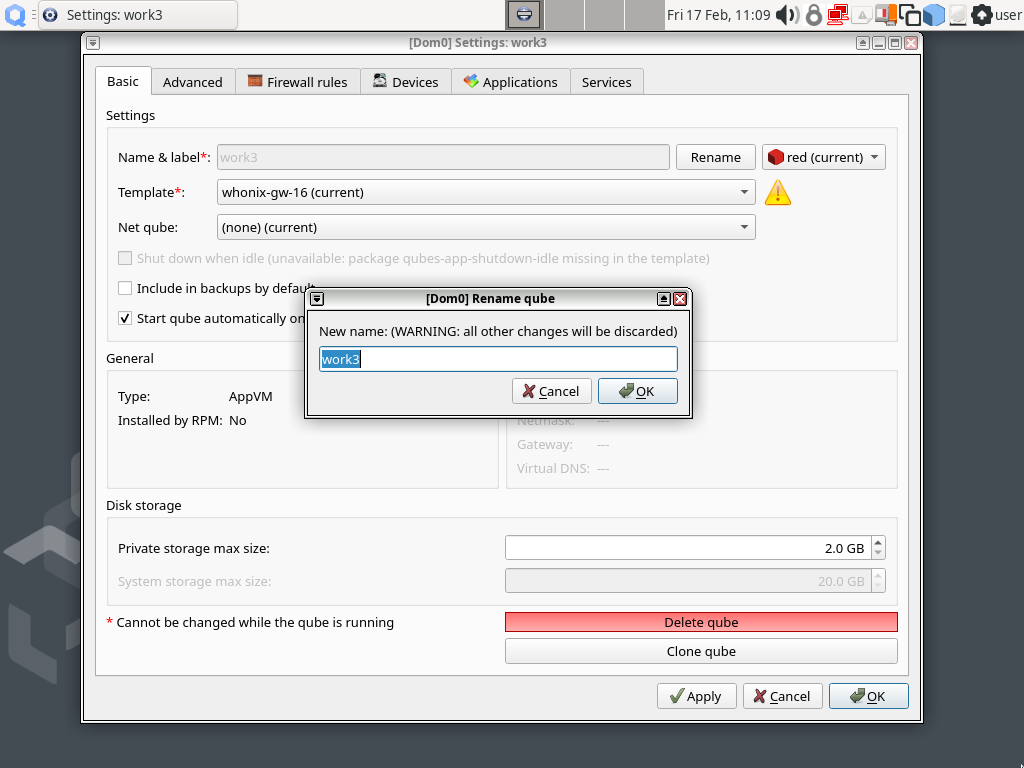 Settings: work3
Fri 17 Feb, 11:09
user
[Dom0] Settings: work3
Basic
Advanced
Firewall rules
Devices
Applications
Services
Settings
Name & label*:
work3
Rename
red (current)
Template*:
whonix-gw-16 (current)
Net qube:
(none) (current)
Shut down when idle (unavailable: package qubes-app-shutdown-idle missing in the template)
Include in backups by default
Start qube automatically on
[Dom0] Rename qube
New name: (WARNING: all other changes will be discarded)
work3
Cancel
OK
General
Type: AppVM
Installed by RPM: No
Netmask: ---
Gateway: ---
Virtual DNS: ---
Disk storage
Private storage max size:
2.0 GB
System storage max size:
20.0 GB
* Cannot be changed while the qube is running
Delete qube
Clone qube
Apply
Cancel
OK